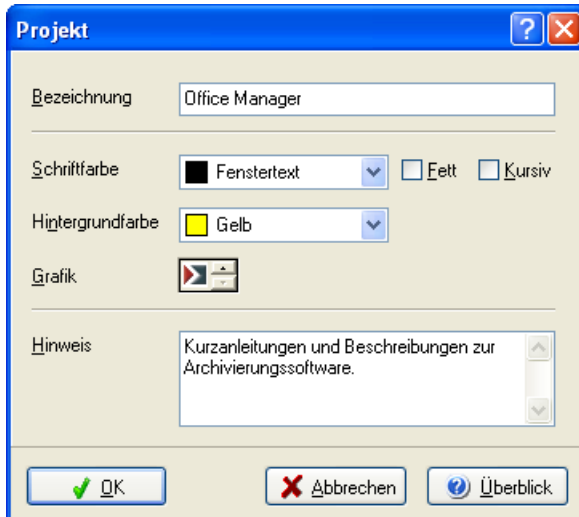 Projekt
Bezeichnung Office Manager
Schriftfarbe Fenstertext Fett Kursiv
Hintergrundfarbe Gelb
Grafik
Hinweis Kurzanleitungen und Beschreibungen zur
Archivierungssoftware.
OK Abbrechen Überblick